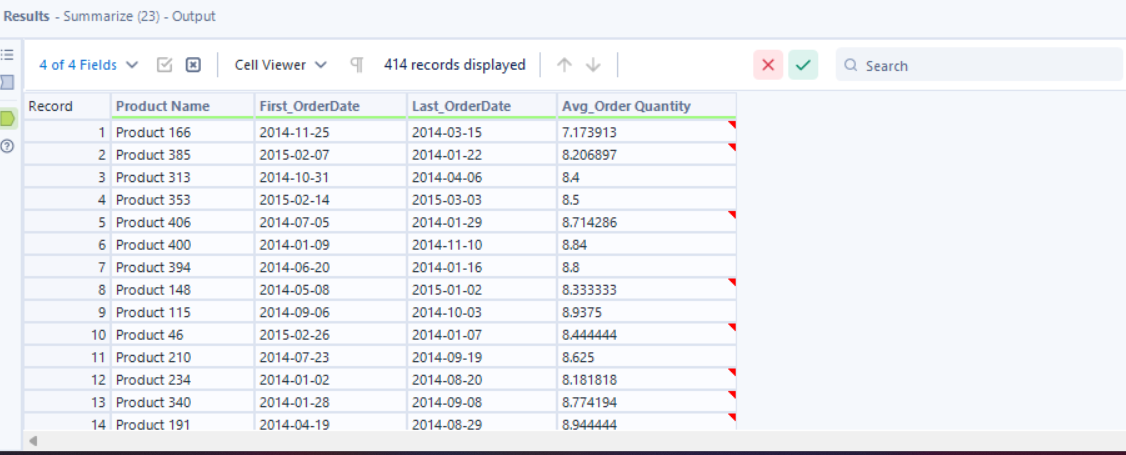 Results - Summarize (23) - Output
4 of 4 Fields Cell Viewer 414 records displayed Search
Record Product Name First_OrderDate Last_OrderDate Avg_Order Quantity
1 Product 166 2014-11-25 2014-03-15 7.173913
2 Product 385 2015-02-07 2014-01-22 8.206897
3 Product 313 2014-10-31 2014-04-06 8.4
4 Product 353 2015-02-14 2015-03-03 8.5
5 Product 406 2014-07-05 2014-01-29 8.714286
6 Product 400 2014-01-09 2014-11-10 8.84
7 Product 394 2014-06-20 2014-01-16 8.8
8 Product 148 2014-05-08 2015-01-02 8.333333
9 Product 115 2014-09-06 2014-10-03 8.9375
10 Product 46 2015-02-26 2014-01-07 8.444444
11 Product 210 2014-07-23 2014-09-19 8.625
12 Product 234 2014-01-02 2014-08-20 8.181818
13 Product 340 2014-01-28 2014-09-08 8.774194
14 Product 191 2014-04-19 2014-08-29 8.944444